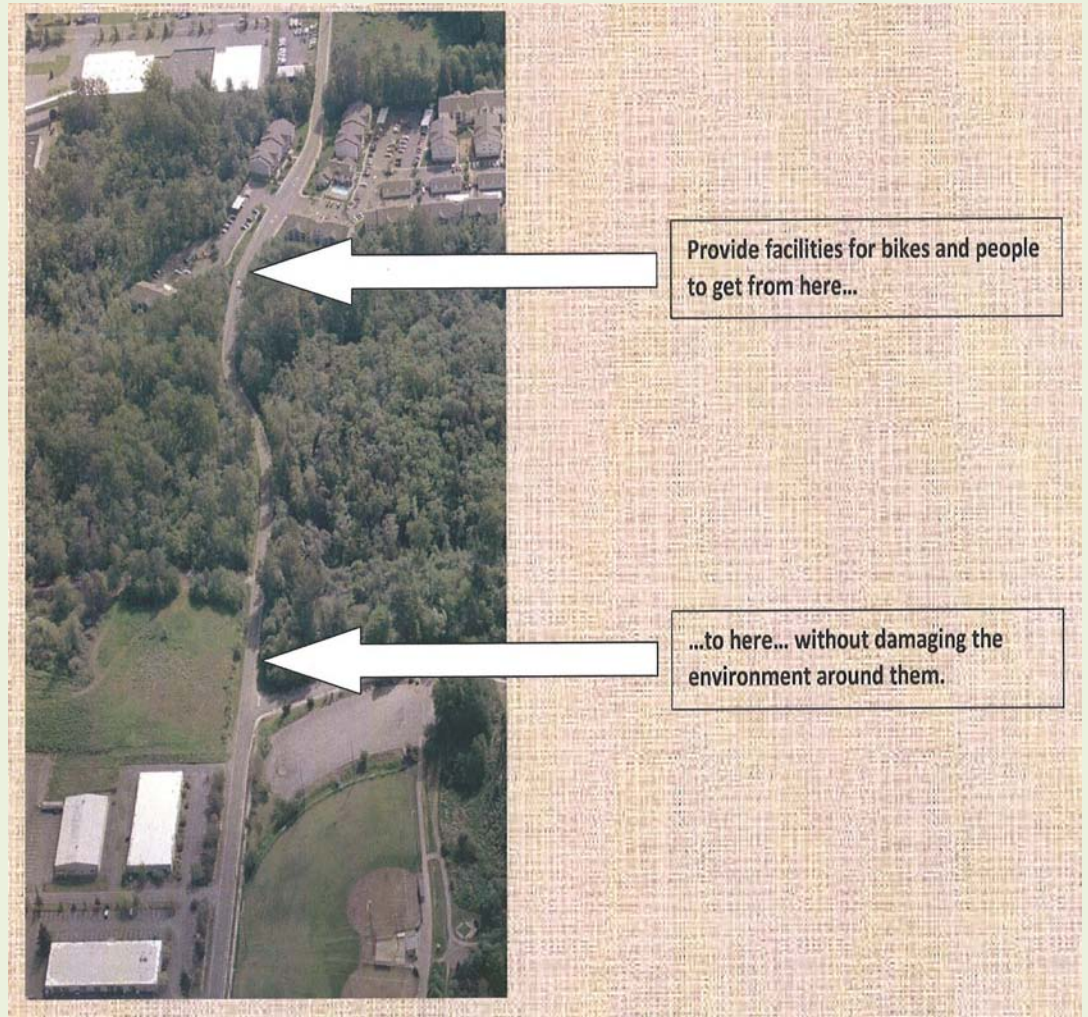 Provide facilities for bikes and people
to get from here...
...to here... without damaging the
environment around them.